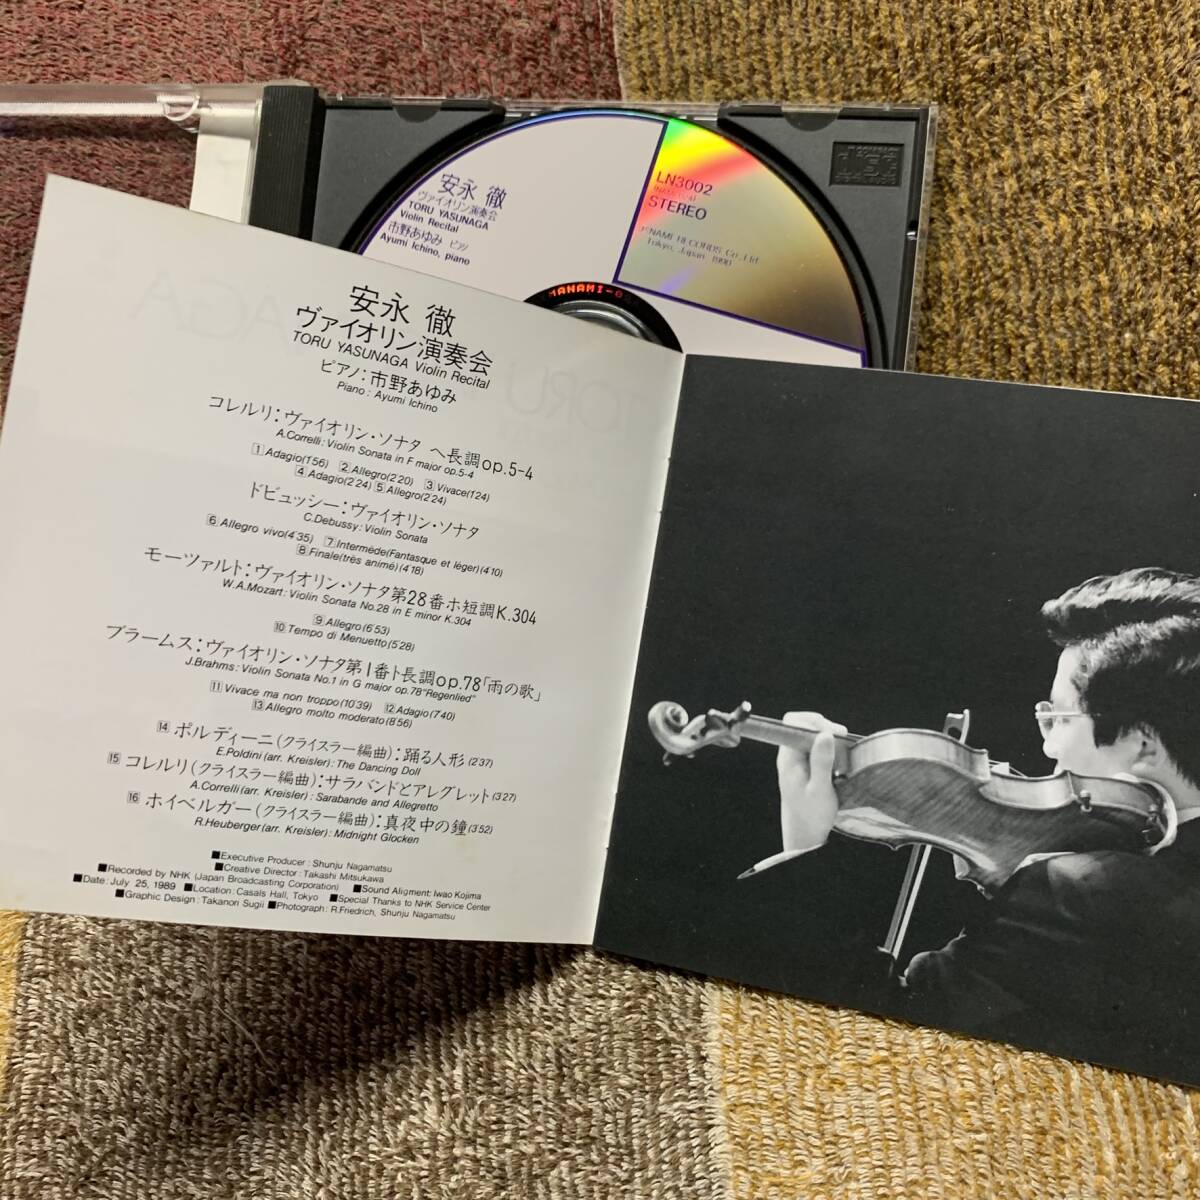 安永 徹
ヴァイオリン演奏会
TORU YASUNAGA
Violin Recital
市野あゆみ ピアノ
Ayumi Ichino, piano
LN3002
STEREO
NAMI RECORDS Co., Ltd
Tokyo, Japan 1990
安永 徹
ヴァイオリン演奏会
TORU YASUNAGA Violin Recital
ピアノ:市野あゆみ
Piano : Ayumi Ichino
コレルリ:ヴァイオリン・ソナタ ヘ長調op.5-4
A.Correlli : Violin Sonata in F major op.5-4
1 Adagio(1'56) 2 Allegro(2'20) 3 Vivace(1'24)
4 Adagio(2'24) 5 Allegro(2'24)
ドビュッシー:ヴァイオリン・ソナタ
C.Debussy : Violin Sonata
6 Allegro vivo(4'35) 7 Intermède(Fantasque et léger)(4'10)
8 Finale(très animé)(4'18)
モーツァルト:ヴァイオリン・ソナタ第28番ホ短調K.304
W.A.Mozart : Violin Sonata No.28 in E minor K.304
9 Allegro(6'53)
10 Tempo di Menuetto(5'28)
ブラームス:ヴァイオリン・ソナタ第1番ト長調op.78「雨の歌」
J.Brahms : Violin Sonata No.1 in G major op.78"Regenlied"
11 Vivace ma non troppo(10'39) 12 Adagio(7'40)
13 Allegro molto moderato(8'56)
14 ポルディーニ(クライスラー編曲):踊る人形(2'37)
E.Poldini(arr. Kreisler) : The Dancing Doll
15 コレルリ(クライスラー編曲):サラバンドとアレグレット(3'27)
A.Correlli(arr. Kreisler) : Sarabande and Allegretto
16 ホイベルガー(クライスラー編曲):真夜中の鐘(3'52)
R.Heuberger(arr. Kreisler) : Midnight Glocken
■Executive Producer : Shunju Nagamatsu
■Creative Director : Takashi Mitsukawa
■Recorded by NHK (Japan Broadcasting Corporation) ■Sound Aligment : Iwao Kojima
■Date : July 25, 1989 ■Location : Casals Hall, Tokyo ■Special Thanks to NHK Service Center
■Graphic Design : Takanori Sugii ■Photograph : R.Friedrich, Shunju Nagamatsu